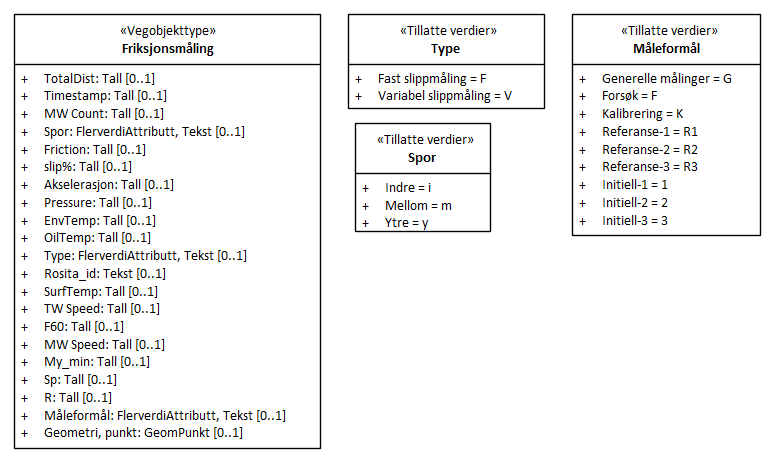 «Vegobjekttype»
Friksjonsmåling
+ TotalDist: Tall [0..1]
+ Timestamp: Tall [0..1]
+ MW Count: Tall [0..1]
+ Spor: FlerverdiAttributt, Tekst [0..1]
+ Friction: Tall [0..1]
+ slip%: Tall [0..1]
+ Akselerasjon: Tall [0..1]
+ Pressure: Tall [0..1]
+ EnvTemp: Tall [0..1]
+ OilTemp: Tall [0..1]
+ Type: FlerverdiAttributt, Tekst [0..1]
+ Rosita_id: Tekst [0..1]
+ SurfTemp: Tall [0..1]
+ TW Speed: Tall [0..1]
+ F60: Tall [0..1]
+ MW Speed: Tall [0..1]
+ My_min: Tall [0..1]
+ Sp: Tall [0..1]
+ R: Tall [0..1]
+ Måleformål: FlerverdiAttributt, Tekst [0..1]
+ Geometri, punkt: GeomPunkt [0..1]
«Tillatte verdier»
Type
+ Fast slippmåling = F
+ Variabel slippmåling = V
«Tillatte verdier»
Spor
+ Indre = i
+ Mellom = m
+ Ytre = y
«Tillatte verdier»
Måleformål
+ Generelle målinger = G
+ Forsøk = F
+ Kalibrering = K
+ Referanse-1 = R1
+ Referanse-2 = R2
+ Referanse-3 = R3
+ Initiell-1 = 1
+ Initiell-2 = 2
+ Initiell-3 = 3